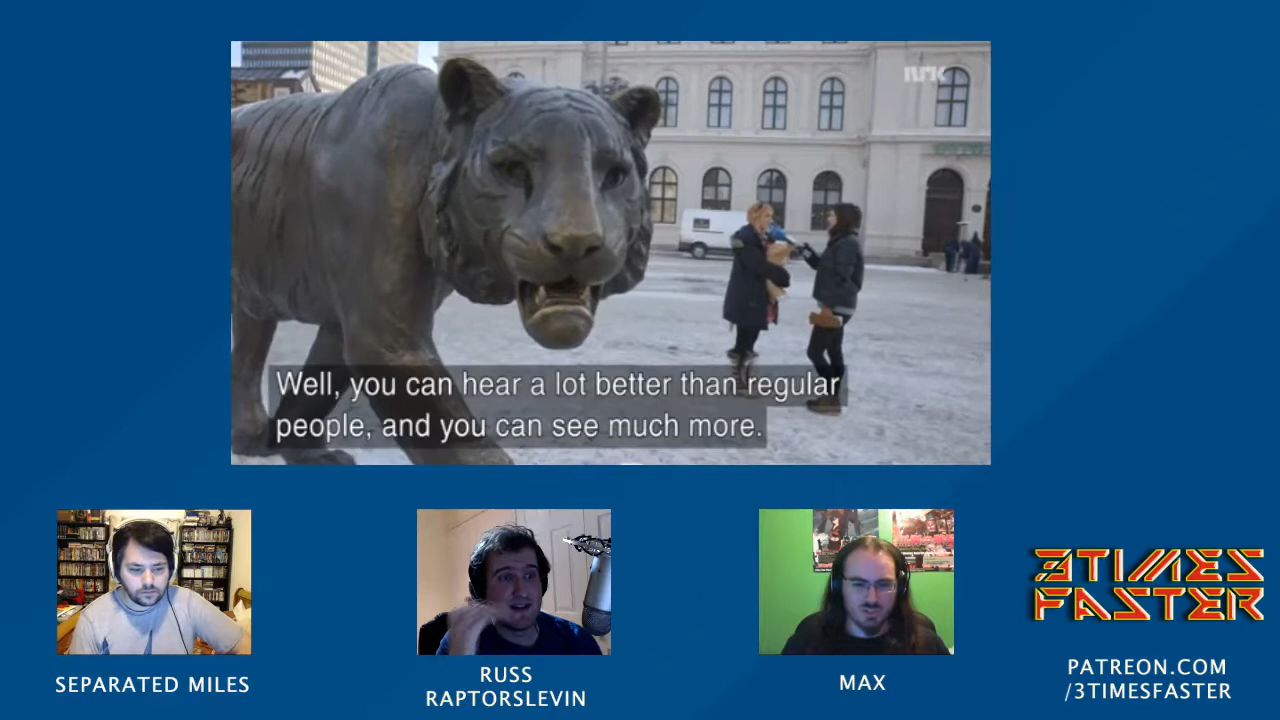 NRK
Well, you can hear a lot better than regular
people, and you can see much more.
3TIMES
FASTER
SEPARATED MILES
RUSS
RAPTORSLEVIN
MAX
PATREON.COM
/3TIMESFASTER